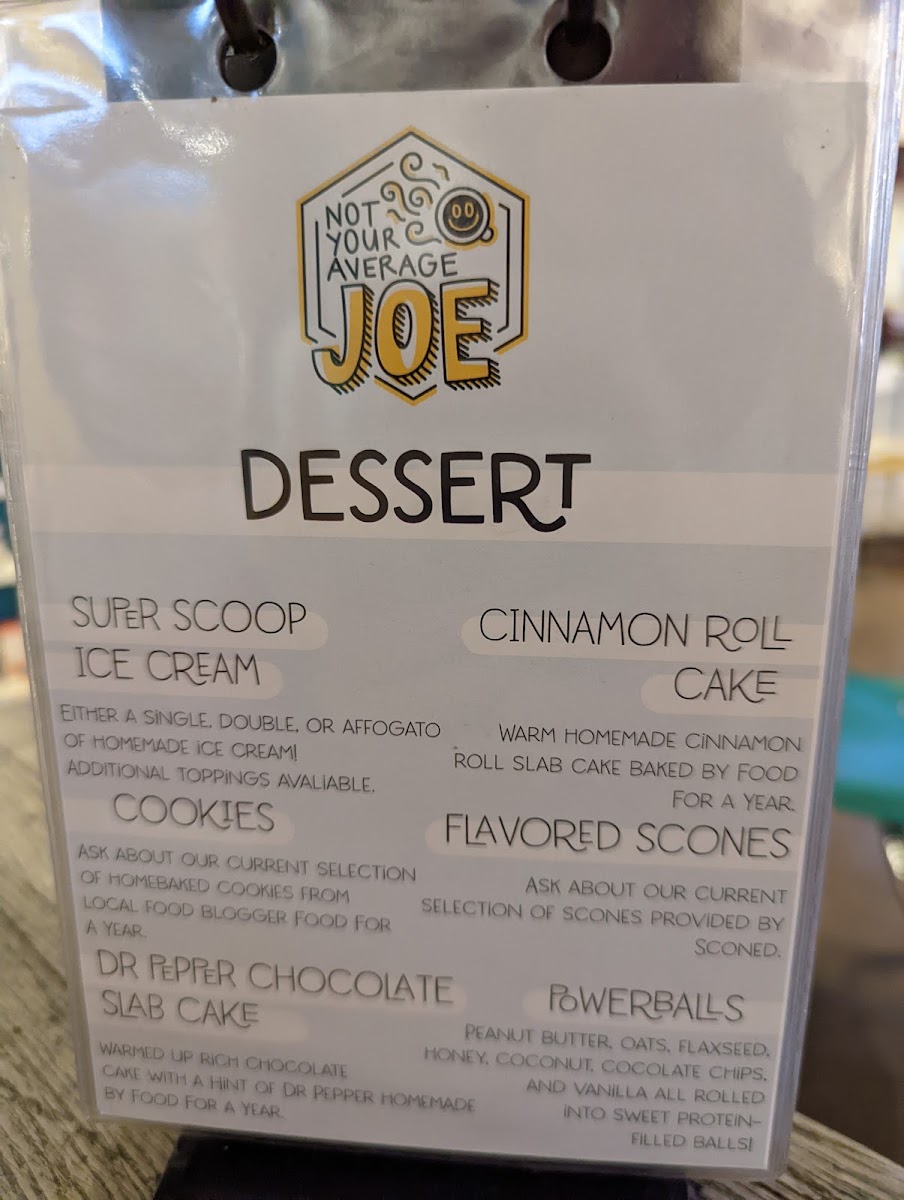 NOT
YOUR
AVERAGE
JOE
DESSERT
SUPER SCOOP
ICE CREAM
EITHER A SINGLE, DOUBLE, OR AFFOGATO
OF HOMEMADE ICE CREAM!
ADDITIONAL TOPPINGS AVALIABLE.
COOKIES
ASK ABOUT OUR CURRENT SELECTION
OF HOMEBAKED COOKIES FROM
LOCAL FOOD BLOGGER FOOD FOR
A YEAR.
DR PEPPER CHOCOLATE
SLAB CAKE
WARMED UP RICH CHOCOLATE
CAKE WITH A HINT OF DR PEPPER HOMEMADE
BY FOOD FOR A YEAR.
CINNAMON ROLL
CAKE
WARM HOMEMADE CINNAMON
ROLL SLAB CAKE BAKED BY FOOD
FOR A YEAR.
FLAVORED SCONES
ASK ABOUT OUR CURRENT
SELECTION OF SCONES PROVIDED BY
SCONED.
POWERBALLS
PEANUT BUTTER, OATS, FLAXSEED,
HONEY, COCONUT, COCOLATE CHIPS,
AND VANILLA ALL ROLLED
INTO SWEET PROTEIN-
FILLED BALLS!